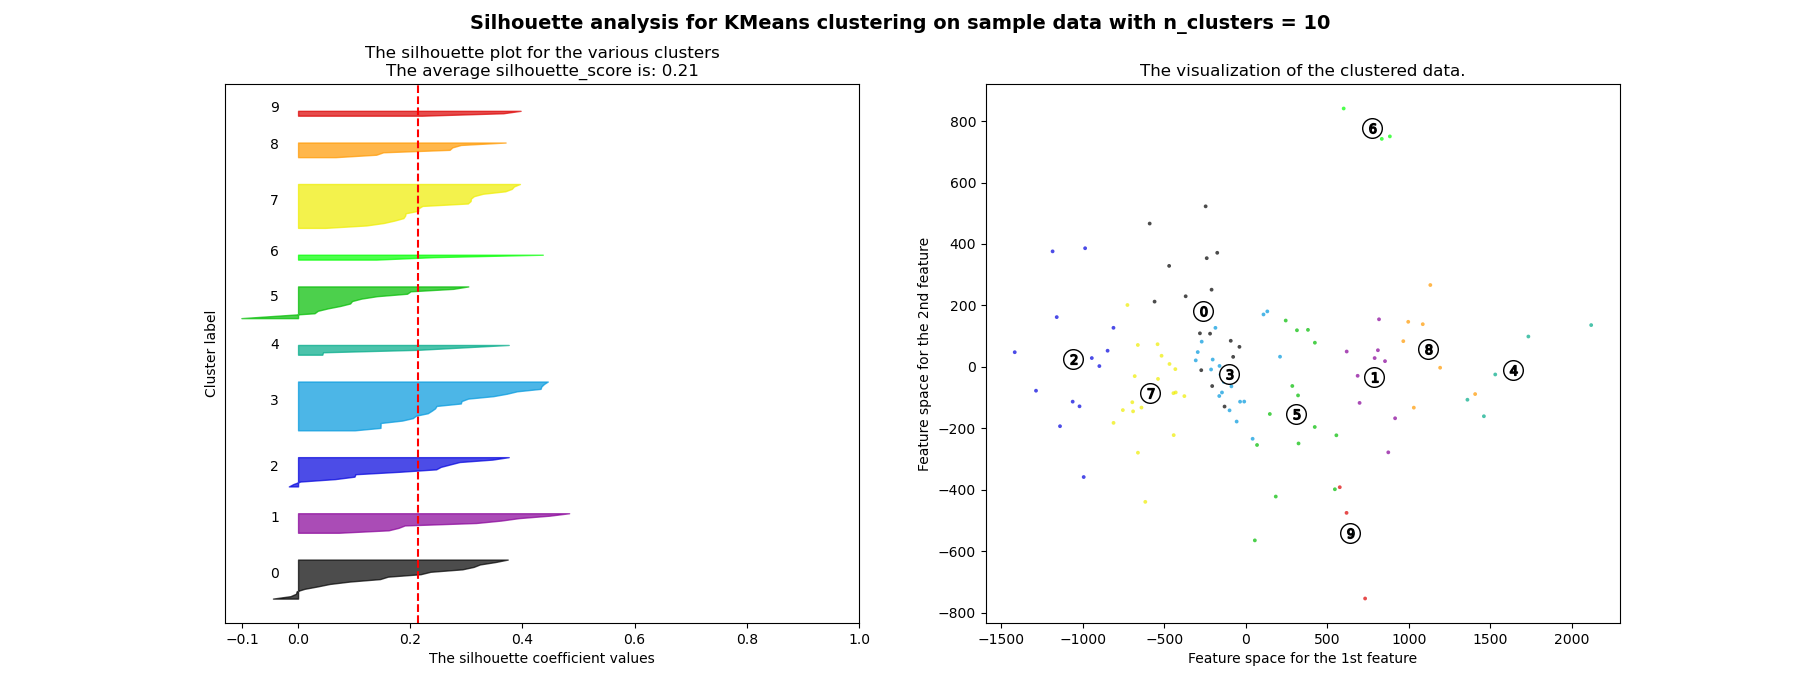 Silhouette analysis for KMeans clustering on sample data with n_clusters = 10
The silhouette plot for the various clusters
The average silhouette_score is: 0.21
9
8
7
6
5
4
3
2
1
0
Cluster label
−0.1 0.0 0.2 0.4 0.6 0.8 1.0
The silhouette coefficient values
The visualization of the clustered data.
800
600
400
200
0
−200
−400
−600
−800
Feature space for the 2nd feature
6
0
8
2
4
3
1
7
5
9
−1500 −1000 −500 0 500 1000 1500 2000
Feature space for the 1st feature